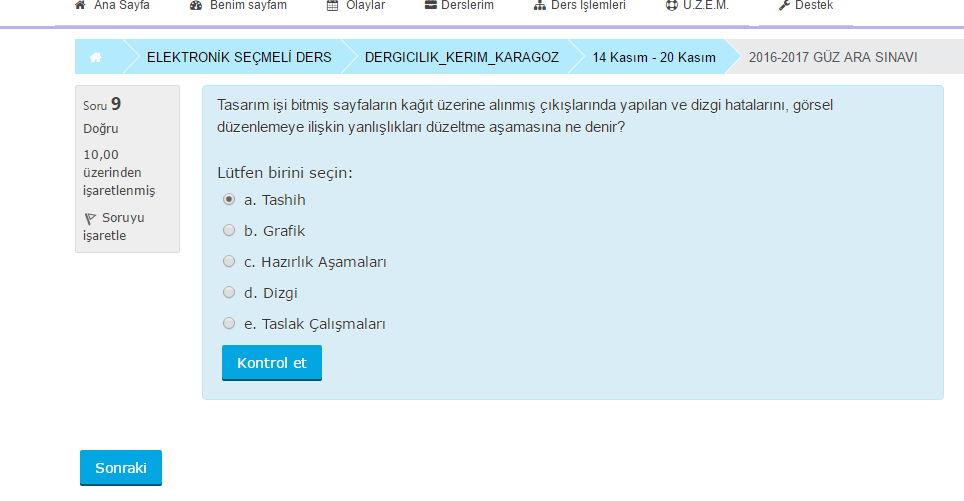 Ana Sayfa Benim sayfam Olaylar Derslerim Ders İşlemleri U.Z.E.M. Destek
ELEKTRONİK SEÇMELİ DERS DERGICILIK_KERIM_KARAGOZ 14 Kasım - 20 Kasım 2016-2017 GÜZ ARA SINAVI
Soru 9
Doğru
10,00
üzerinden
işaretlenmiş
Soruyu
işaretle
Tasarım işi bitmiş sayfaların kağıt üzerine alınmış çıkışlarında yapılan ve dizgi hatalarını, görsel
düzenlemeye ilişkin yanlışlıkları düzeltme aşamasına ne denir?
Lütfen birini seçin:
a. Tashih
b. Grafik
c. Hazırlık Aşamaları
d. Dizgi
e. Taslak Çalışmaları
Kontrol et
Sonraki